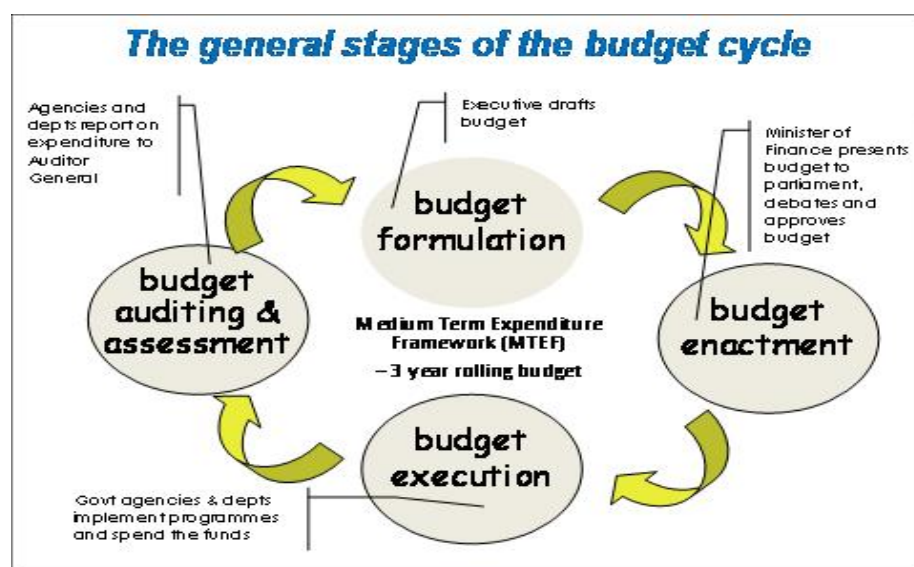 The general stages of the budget cycle
Agencies and
depts report on
expenditure to
Auditor
General
Executive drafts
budget
Minister of
Finance presents
budget to
parliament,
debates and
approves
budget
budget
formulation
budget
auditing &
assessment
budget
enactment
Medium Term Expenditure
Framework (MTEF)
– 3 year rolling budget
budget
execution
Govt agencies & depts
implement programmes
and spend the funds